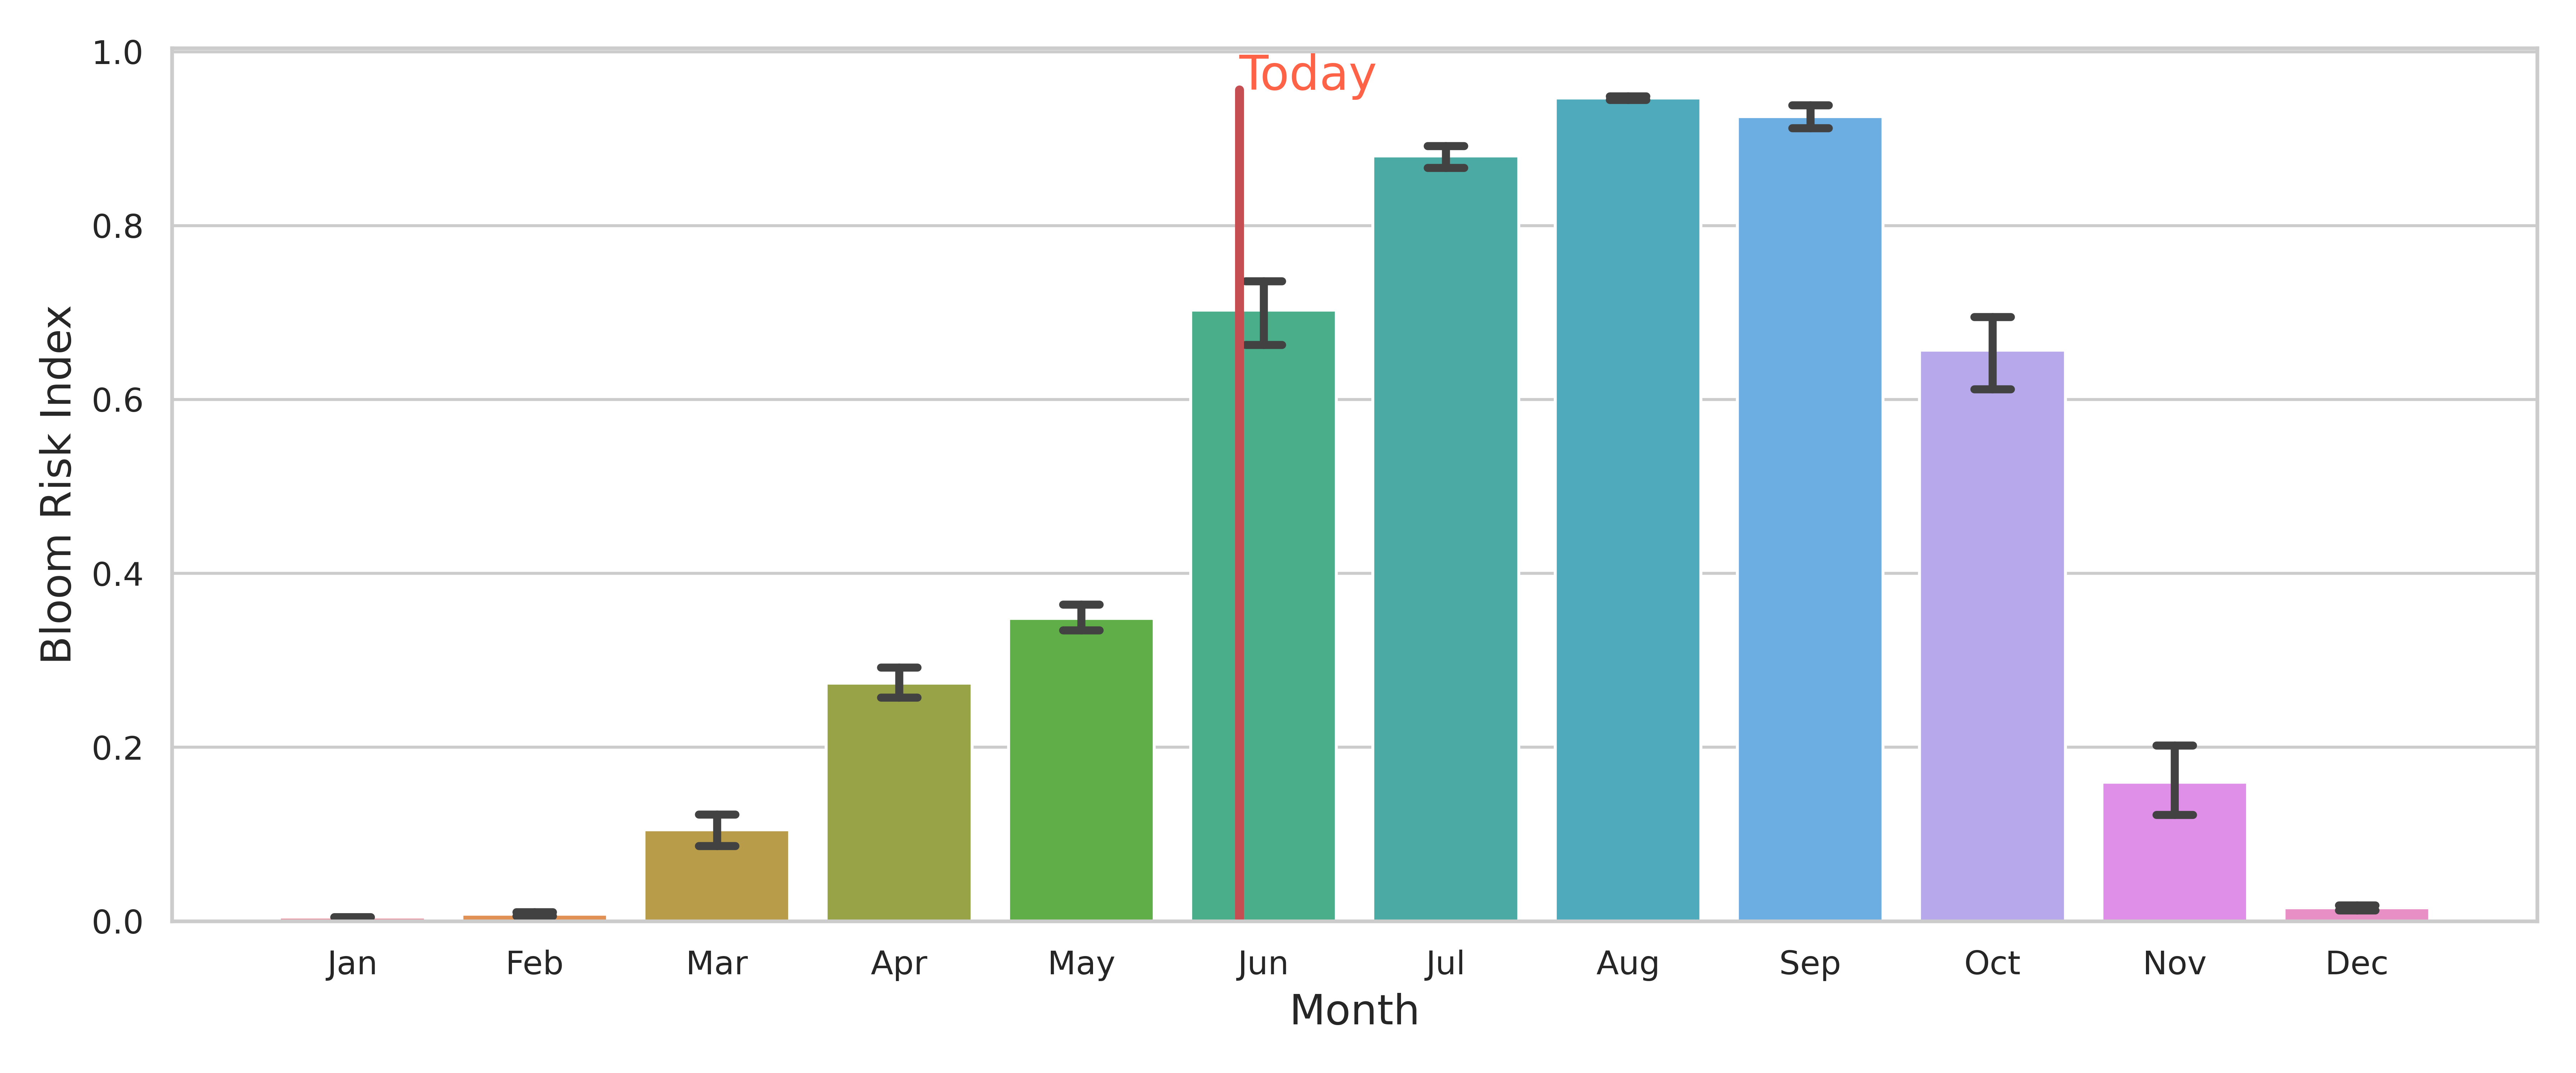 Today
Bloom Risk Index
1.0
0.8
0.6
0.4
0.2
0.0
Jan Feb Mar Apr May Jun Jul Aug Sep Oct Nov Dec
Month